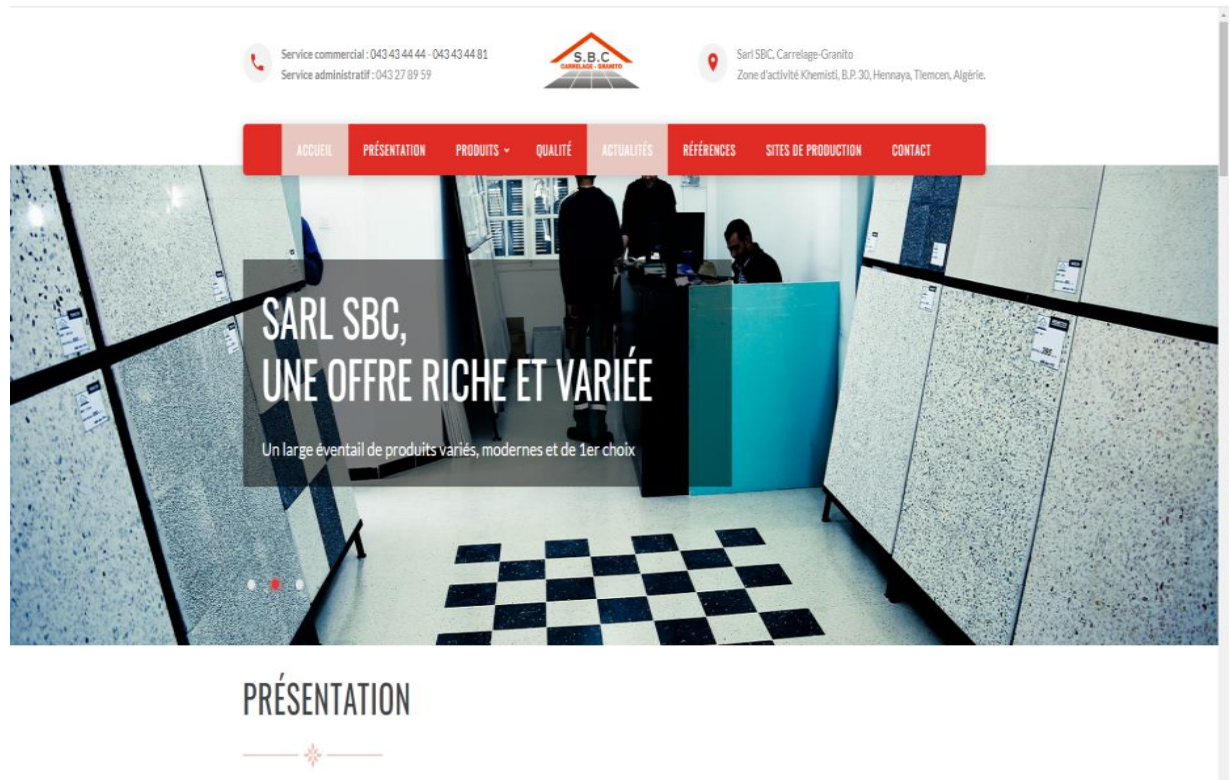 Service commercial : 043 43 44 44 - 043 43 44 81
Service administratif : 043 27 89 59
S.B.C
CARRELAGE - GRANITO
Sarl SBC, Carrelage-Granito
Zone d'activité Khemisti, B.P. 30, Hennaya, Tlemcen, Algérie.
ACCUEIL PRÉSENTATION PRODUITS QUALITÉ ACTUALITÉS RÉFÉRENCES SITES DE PRODUCTION CONTACT
SARL SBC,
UNE OFFRE RICHE ET VARIÉE
Un large éventail de produits variés, modernes et de 1er choix
PRÉSENTATION